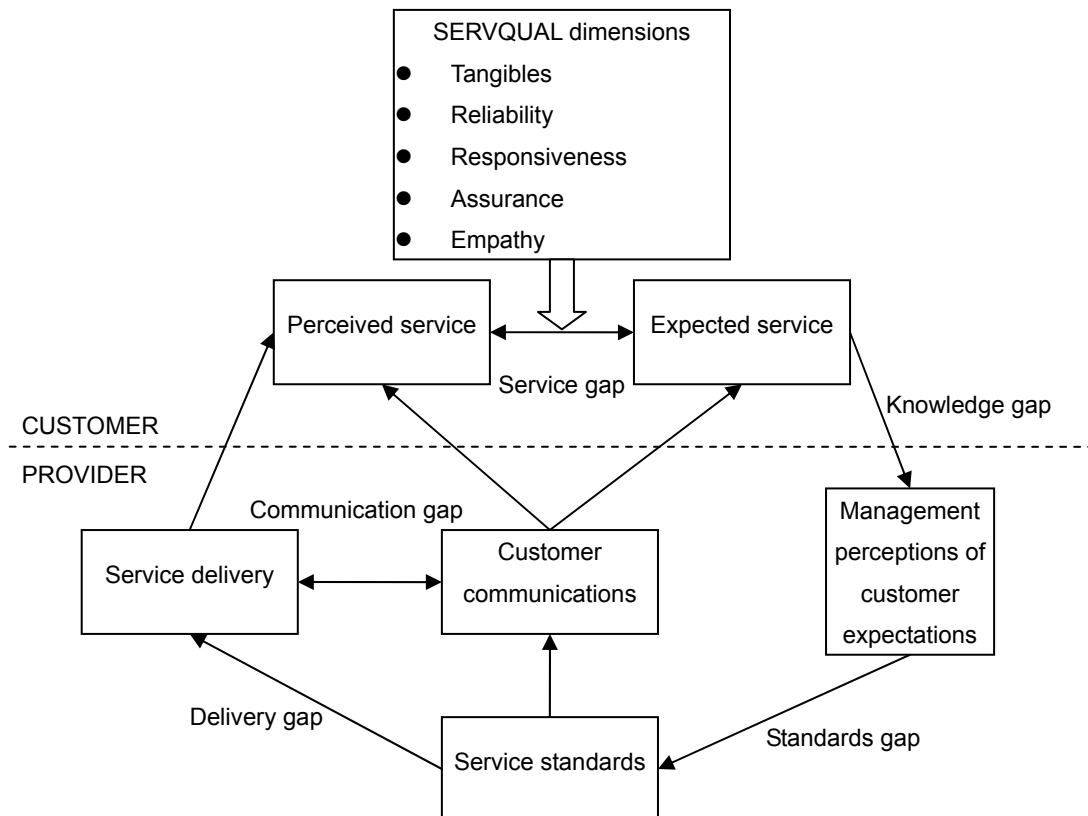 SERVQUAL dimensions
● Tangibles
● Reliability
● Responsiveness
● Assurance
● Empathy
Perceived service
Expected service
Service gap
Knowledge gap
CUSTOMER
PROVIDER
Communication gap
Service delivery
Customer
communications
Management
perceptions of
customer
expectations
Delivery gap
Service standards
Standards gap